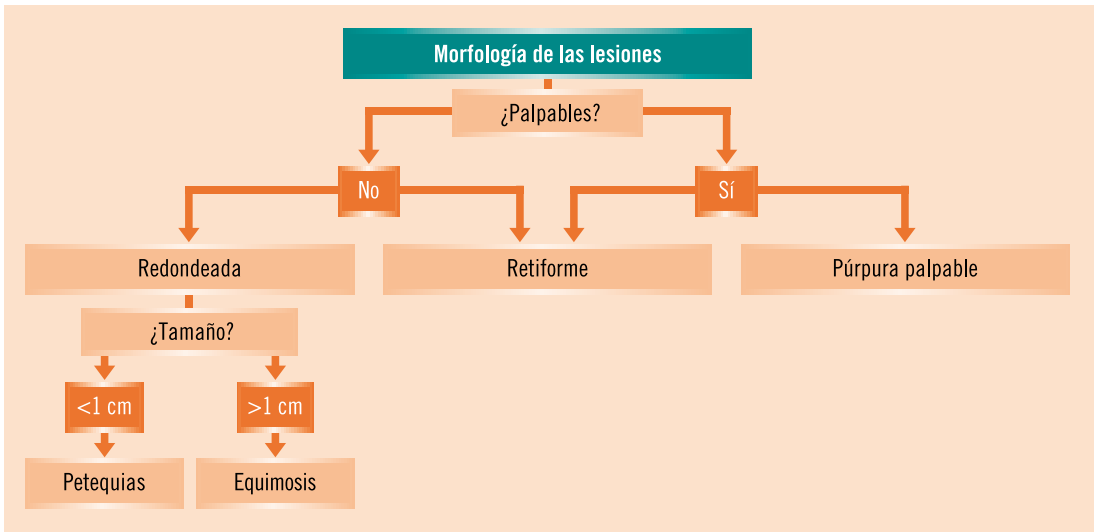 Morfología de las lesiones
¿Palpables?
No
Sí
Redondeada
Retiforme
Púrpura palpable
¿Tamaño?
<1 cm
>1 cm
Petequias
Equimosis